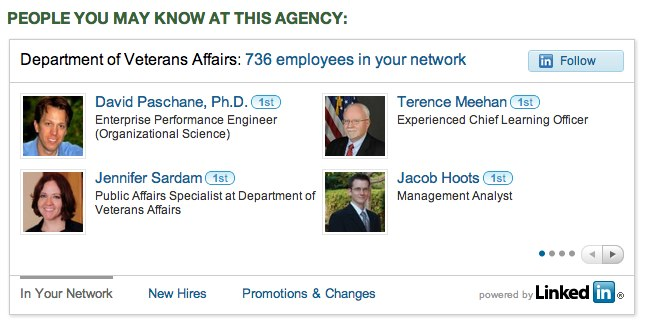 PEOPLE YOU MAY KNOW AT THIS AGENCY:
Department of Veterans Affairs: 736 employees in your network
in Follow
David Paschane, Ph.D. 1st
Enterprise Performance Engineer
(Organizational Science)
Terence Meehan 1st
Experienced Chief Learning Officer
Jennifer Sardam 1st
Public Affairs Specialist at Department of
Veterans Affairs
Jacob Hoots 1st
Management Analyst
In Your Network
New Hires
Promotions & Changes
powered by Linked in ®